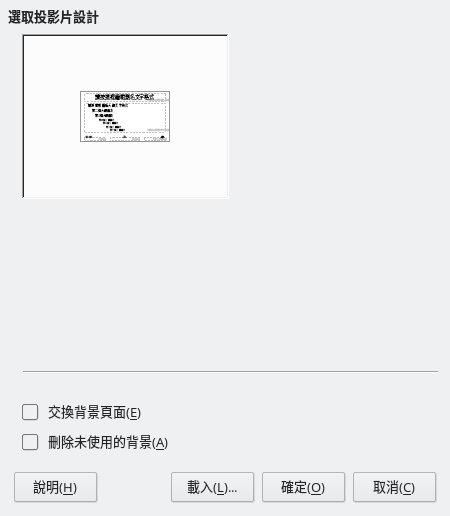 選取投影片設計
交換背景頁面(E)
刪除未使用的背景(A)
說明(H)
載入(L)...
確定(O)
取消(C)